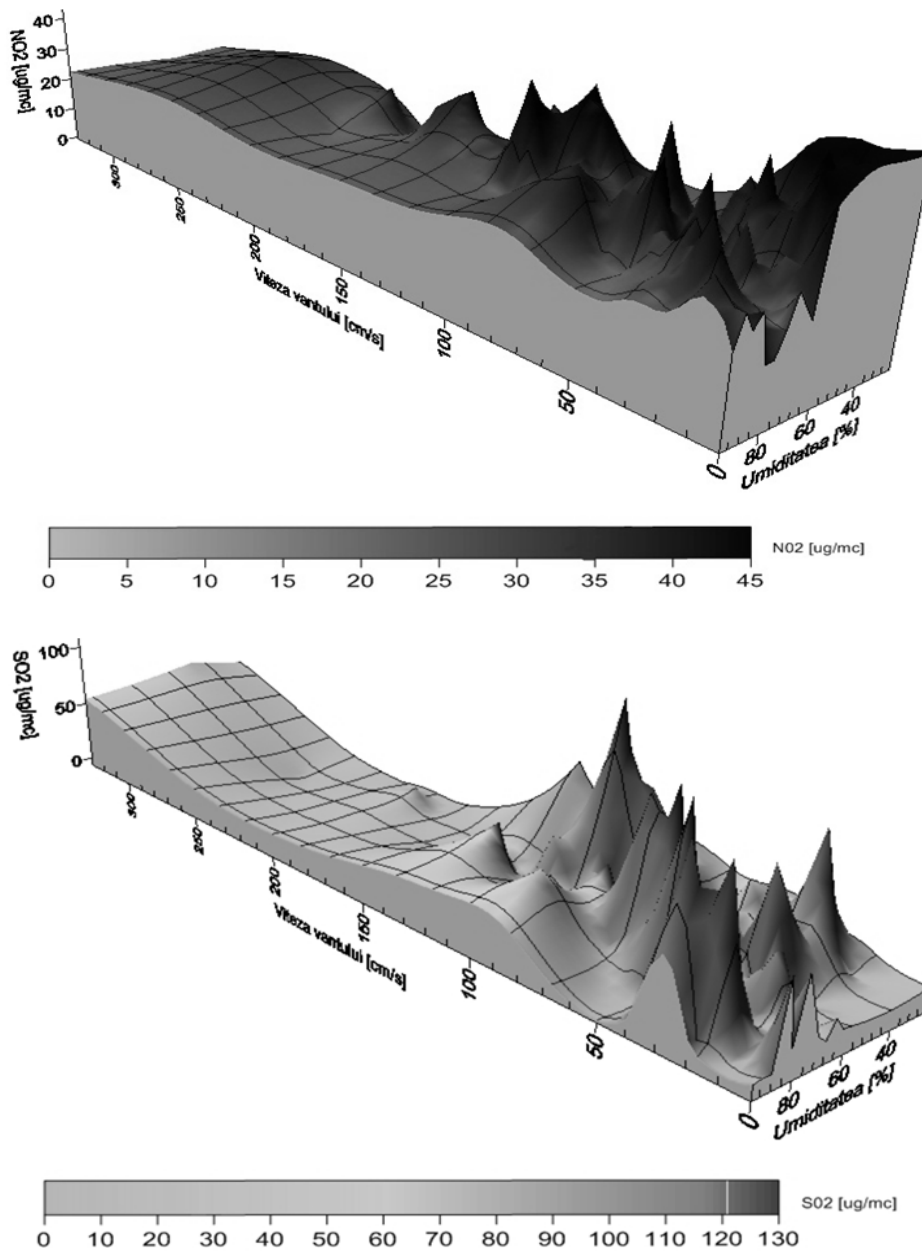 40
30
20
10
0
NO2 [ug/mc]
300
250
200
150
100
50
0
Viteza vantului [cm/s]
80
60
40
Umiditatea [%]
0 5 10 15 20 25 30 35 40 45
N02 [ug/mc]
100
50
0
SO2 [ug/mc]
300
250
200
150
100
50
0
Viteza vantului [cm/s]
80
60
40
Umiditatea [%]
0 10 20 30 40 50 60 70 80 90 100 110 120 130
S02 [ug/mc]